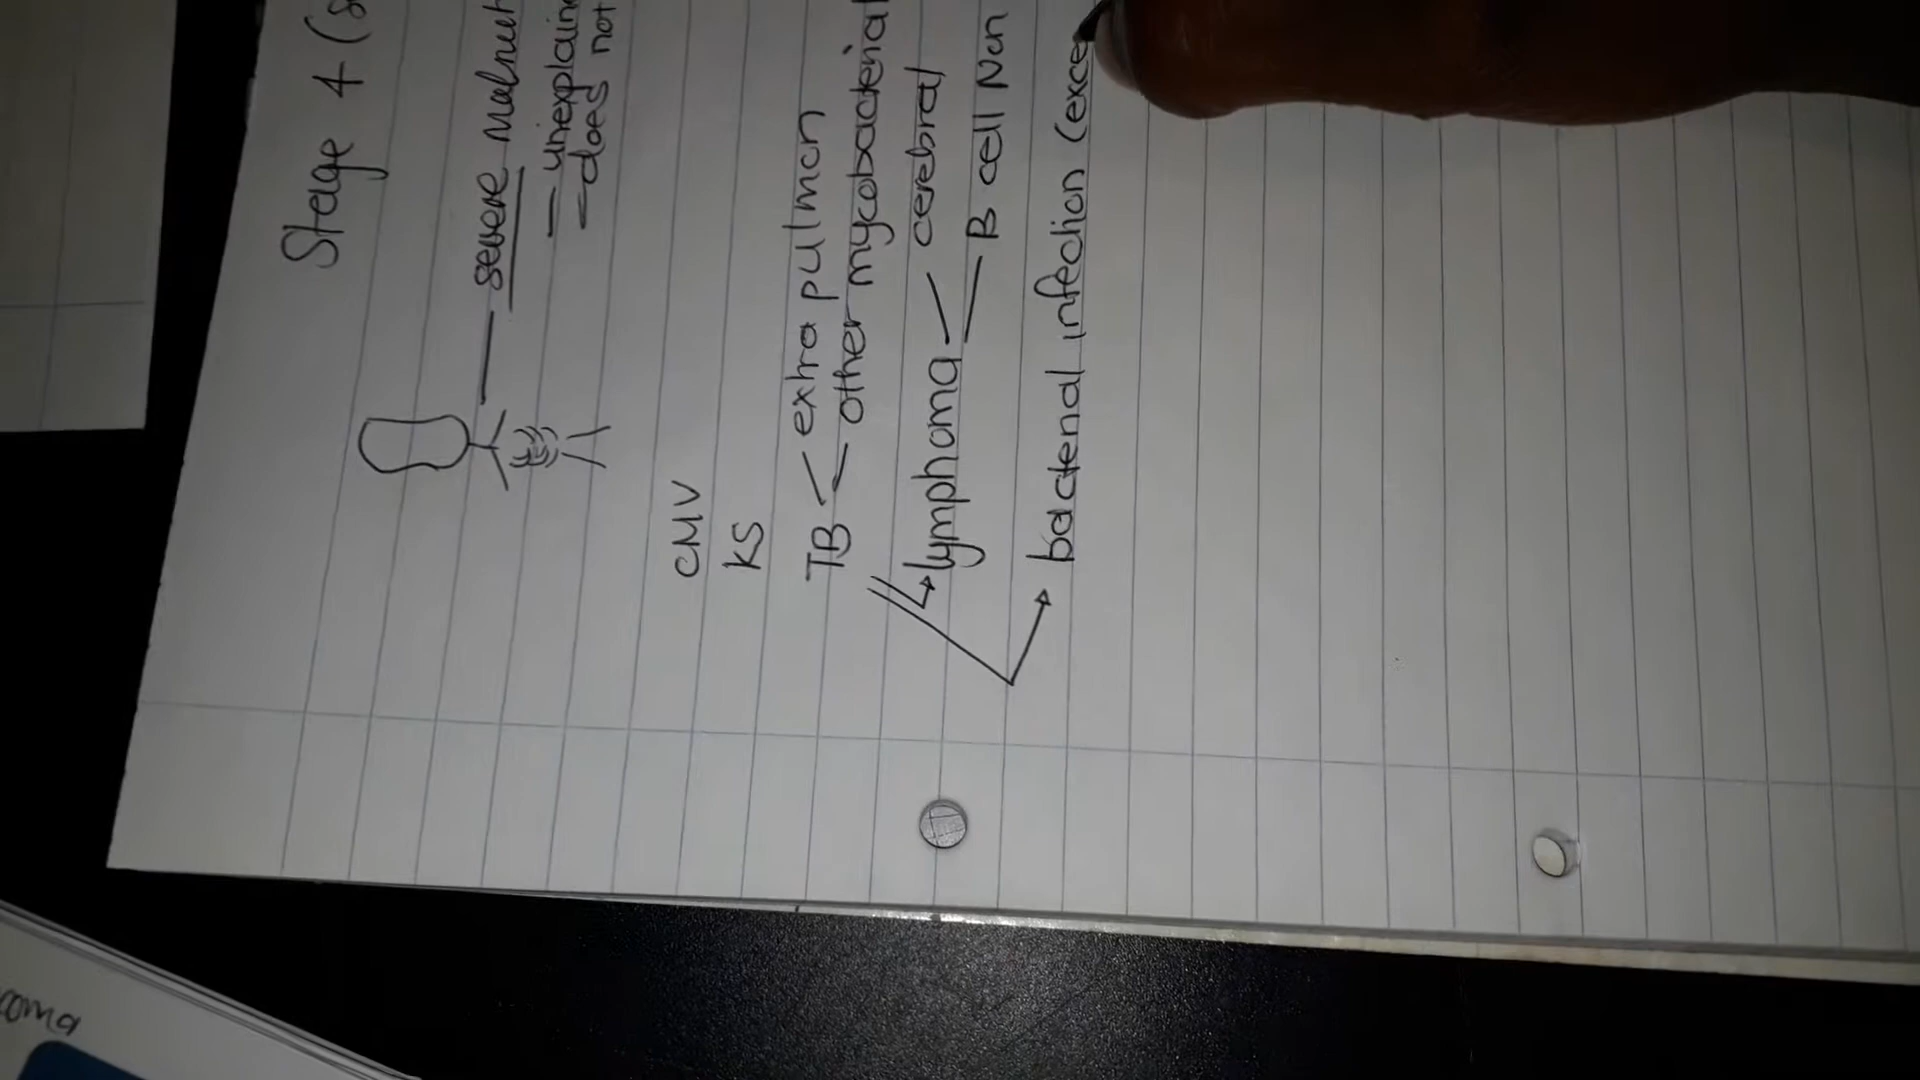 Stage 4 (s
severe malnut
- unexplain
- does not
CMV
KS
TB < extra pulmon
other mycobacterial
lymphoma < cerebral
B cell Non
bacterial infection (exce
coma